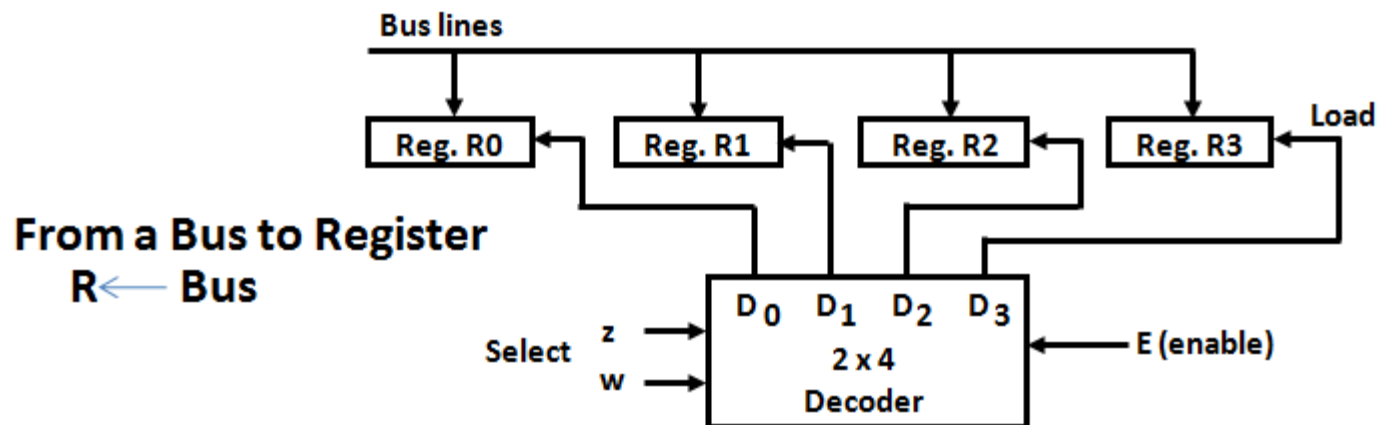 Bus lines
Reg. R0 Reg. R1 Reg. R2 Reg. R3 Load
From a Bus to Register
R Bus
D0 D1 D2 D3
Select z
w
2 x 4
Decoder
E (enable)